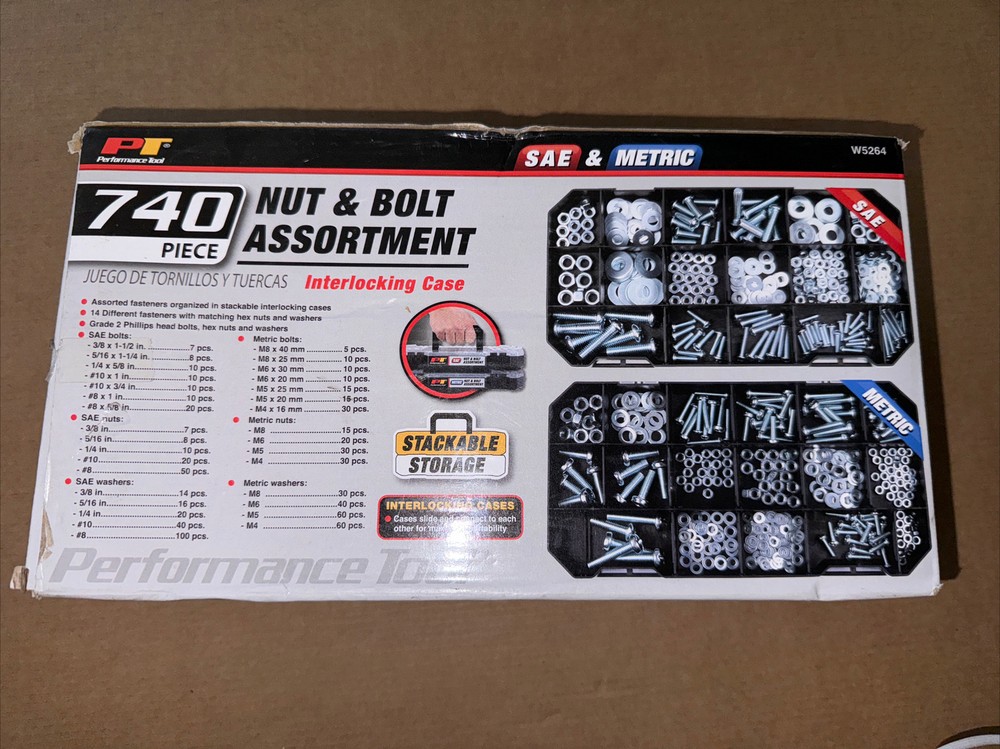 PT®
Performance Tool
SAE & METRIC
W5264
740
PIECE
NUT & BOLT
ASSORTMENT
JUEGO DE TORNILLOS Y TUERCAS
Interlocking Case
Assorted fasteners organized in stackable interlocking cases
14 Different fasteners with matching hex nuts and washers
Grade 2 Phillips head bolts, hex nuts and washers
SAE bolts:
- 3/8 x 1-1/2 in. 7 pcs.
- 5/16 x 1-1/4 in. 8 pcs.
- 1/4 x 5/8 in. 10 pcs.
- #10 x 1 in. 10 pcs.
- #10 x 3/4 in. 10 pcs.
- #8 x 1 in. 10 pcs.
- #8 x 5/8 in. 20 pcs.
SAE nuts:
- 3/8 in. 7 pcs.
- 5/16 in. 8 pcs.
- 1/4 in. 10 pcs.
- #10 20 pcs.
- #8 50 pcs.
SAE washers:
- 3/8 in. 14 pcs.
- 5/16 in. 16 pcs.
- 1/4 in. 20 pcs.
- #10 40 pcs.
- #8 100 pcs.
Metric bolts:
- M8 x 40 mm 5 pcs.
- M8 x 25 mm 10 pcs.
- M6 x 30 mm 10 pcs.
- M6 x 20 mm 10 pcs.
- M5 x 25 mm 15 pcs.
- M5 x 20 mm 15 pcs.
- M4 x 16 mm 30 pcs.
Metric nuts:
- M8 15 pcs.
- M6 20 pcs.
- M5 30 pcs.
- M4 30 pcs.
Metric washers:
- M8 30 pcs.
- M6 40 pcs.
- M5 60 pcs.
- M4 60 pcs.
PT NUT & BOLT
ASSORTMENT
PT METRIC NUT & BOLT
ASSORTMENT
STACKABLE
STORAGE
INTERLOCKING CASES
Cases slide and connect to each
other for
SAE
METRIC
Performance